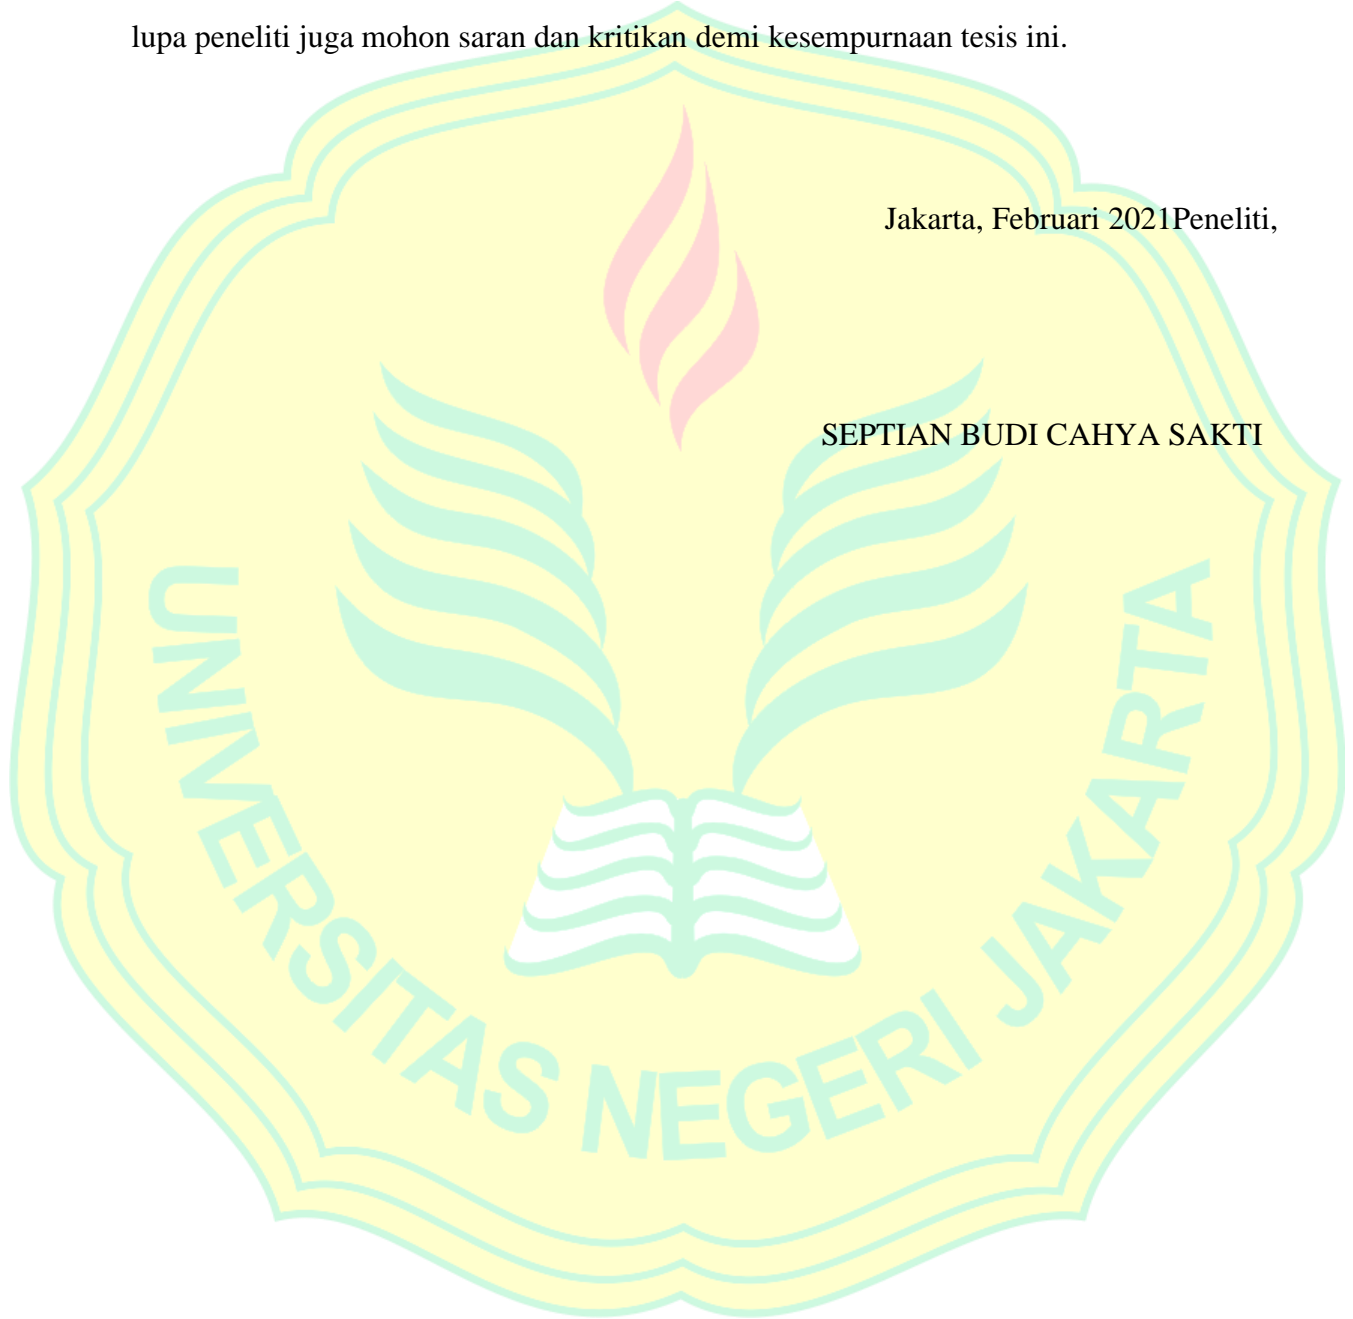 lupa peneliti juga mohon saran dan kritikan demi kesempurnaan tesis ini.
Jakarta, Februari 2021Peneliti,
SEPTIAN BUDI CAHYA SAKTI
UNIVERSITAS NEGERI JAKARTA